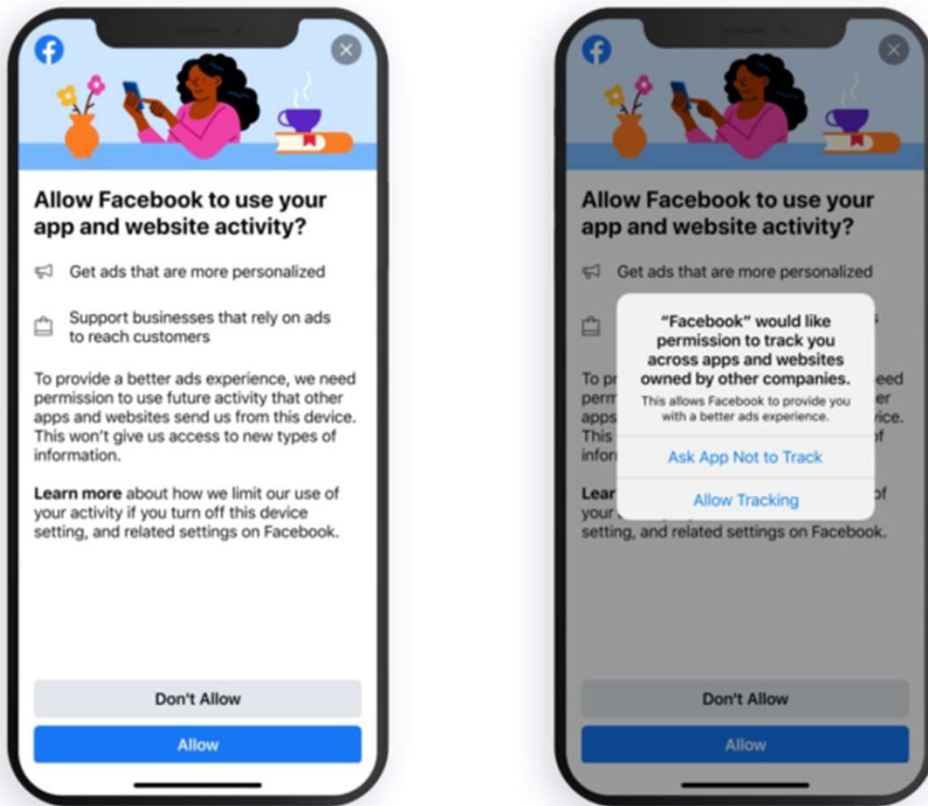 Allow Facebook to use your
app and website activity?
Get ads that are more personalized
Support businesses that rely on ads
to reach customers
To provide a better ads experience, we need
permission to use future activity that other
apps and websites send us from this device.
This won't give us access to new types of
information.
Learn more about how we limit our use of
your activity if you turn off this device
setting, and related settings on Facebook.
Don't Allow
Allow
Allow Facebook to use your
app and website activity?
Get ads that are more personalized
"Facebook" would like
permission to track you
across apps and websites
owned by other companies.
This allows Facebook to provide you
with a better ads experience.
Ask App Not to Track
Allow Tracking
setting, and related settings on Facebook.
Don't Allow
Allow